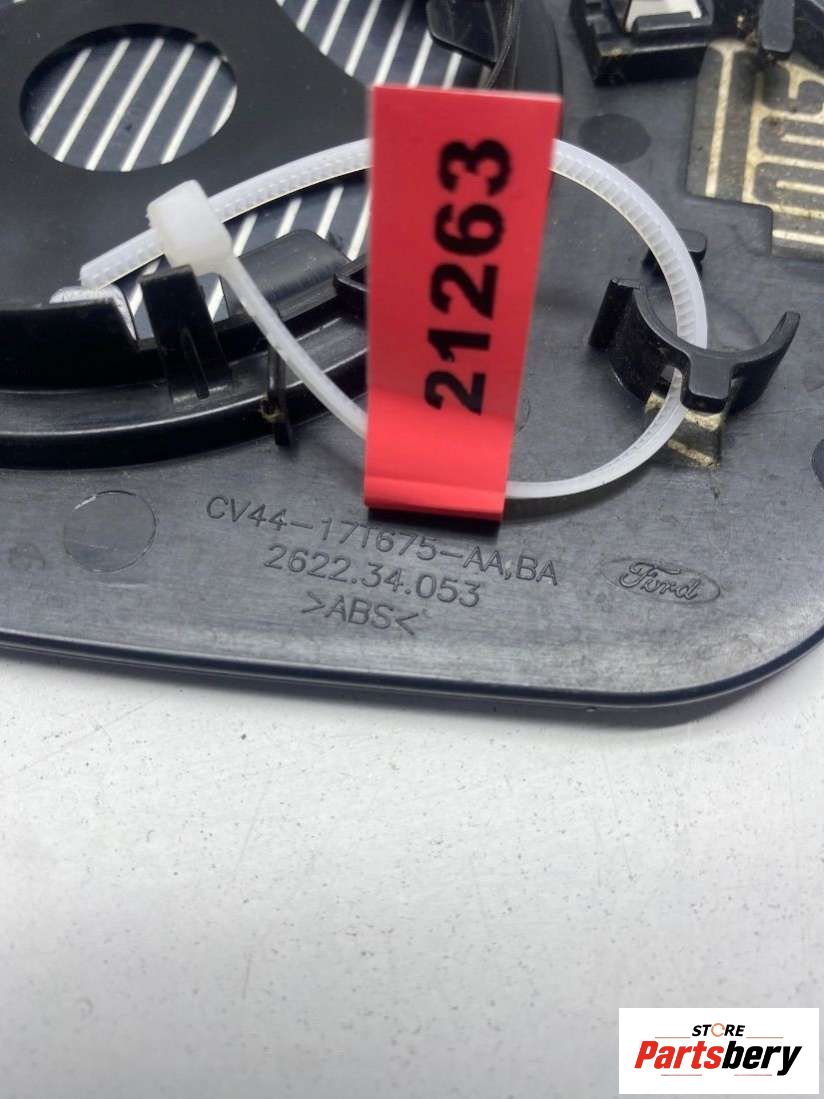 21263
CV44-17T675-AA,BA
2622.34.053
>ABS<
Ford
STORE
Partsbery